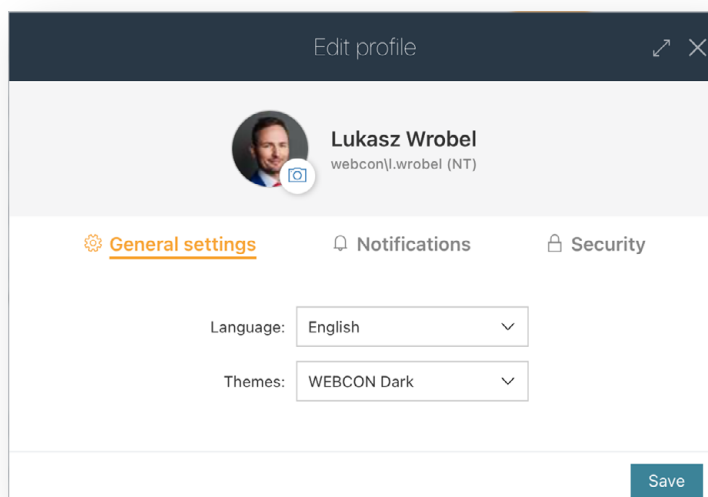 Edit profile
Lukasz Wrobel
webcon\l.wrobel (NT)
General settings
Notifications
Security
Language:
English
Themes:
WEBCON Dark
Save